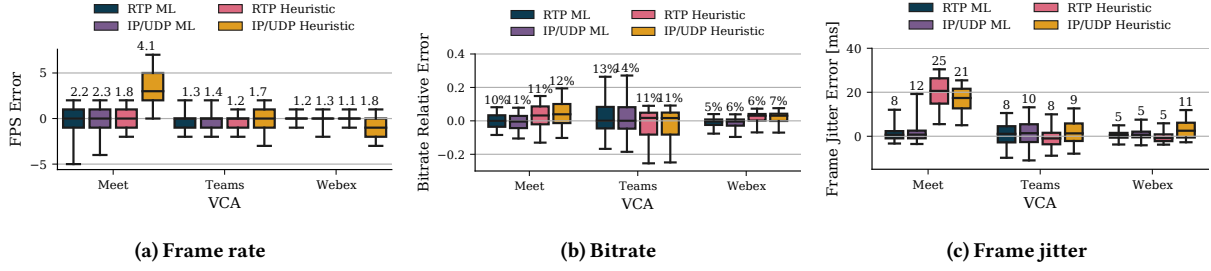 RTP ML RTP Heuristic
IP/UDP ML IP/UDP Heuristic
FPS Error
5
0
−5
2.2 2.3 1.8 4.1
1.3 1.4 1.2 1.7
1.2 1.3 1.1 1.8
Meet Teams Webex
VCA
(a) Frame rate
RTP ML RTP Heuristic
IP/UDP ML IP/UDP Heuristic
Bitrate Relative Error
0.4
0.2
0.0
−0.2
10% 11% 11% 12%
13% 14% 11% 11%
5% 6% 6% 7%
Meet Teams Webex
VCA
(b) Bitrate
RTP ML RTP Heuristic
IP/UDP ML IP/UDP Heuristic
Frame Jitter Error [ms]
40
20
0
8 12 25 21
8 10 8 9
5 5 5 11
Meet Teams Webex
VCA
(c) Frame jitter